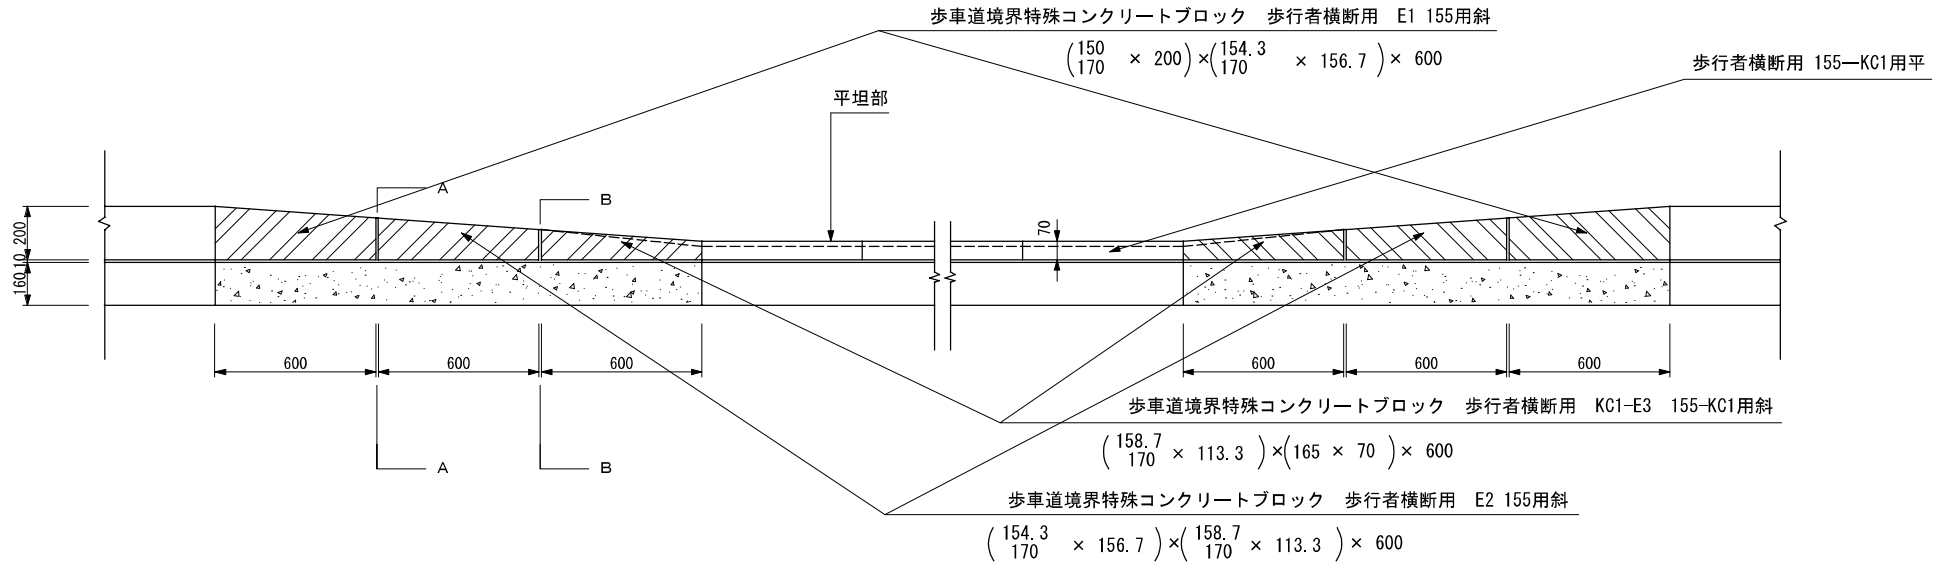 歩車道境界特殊コンクリートブロック　歩行者横断用　E1 155用斜
(150/170 × 200)×(154.3/170 × 156.7)× 600
歩行者横断用 155—KC1用平
平坦部
A
B
200
10
160
70
600
600
600
600
600
600
A
B
歩車道境界特殊コンクリートブロック　歩行者横断用　KC1-E3　155-KC1用斜
(158.7/170 × 113.3)×(165 × 70)× 600
歩車道境界特殊コンクリートブロック　歩行者横断用　E2 155用斜
(154.3/170 × 156.7)×(158.7/170 × 113.3)× 600